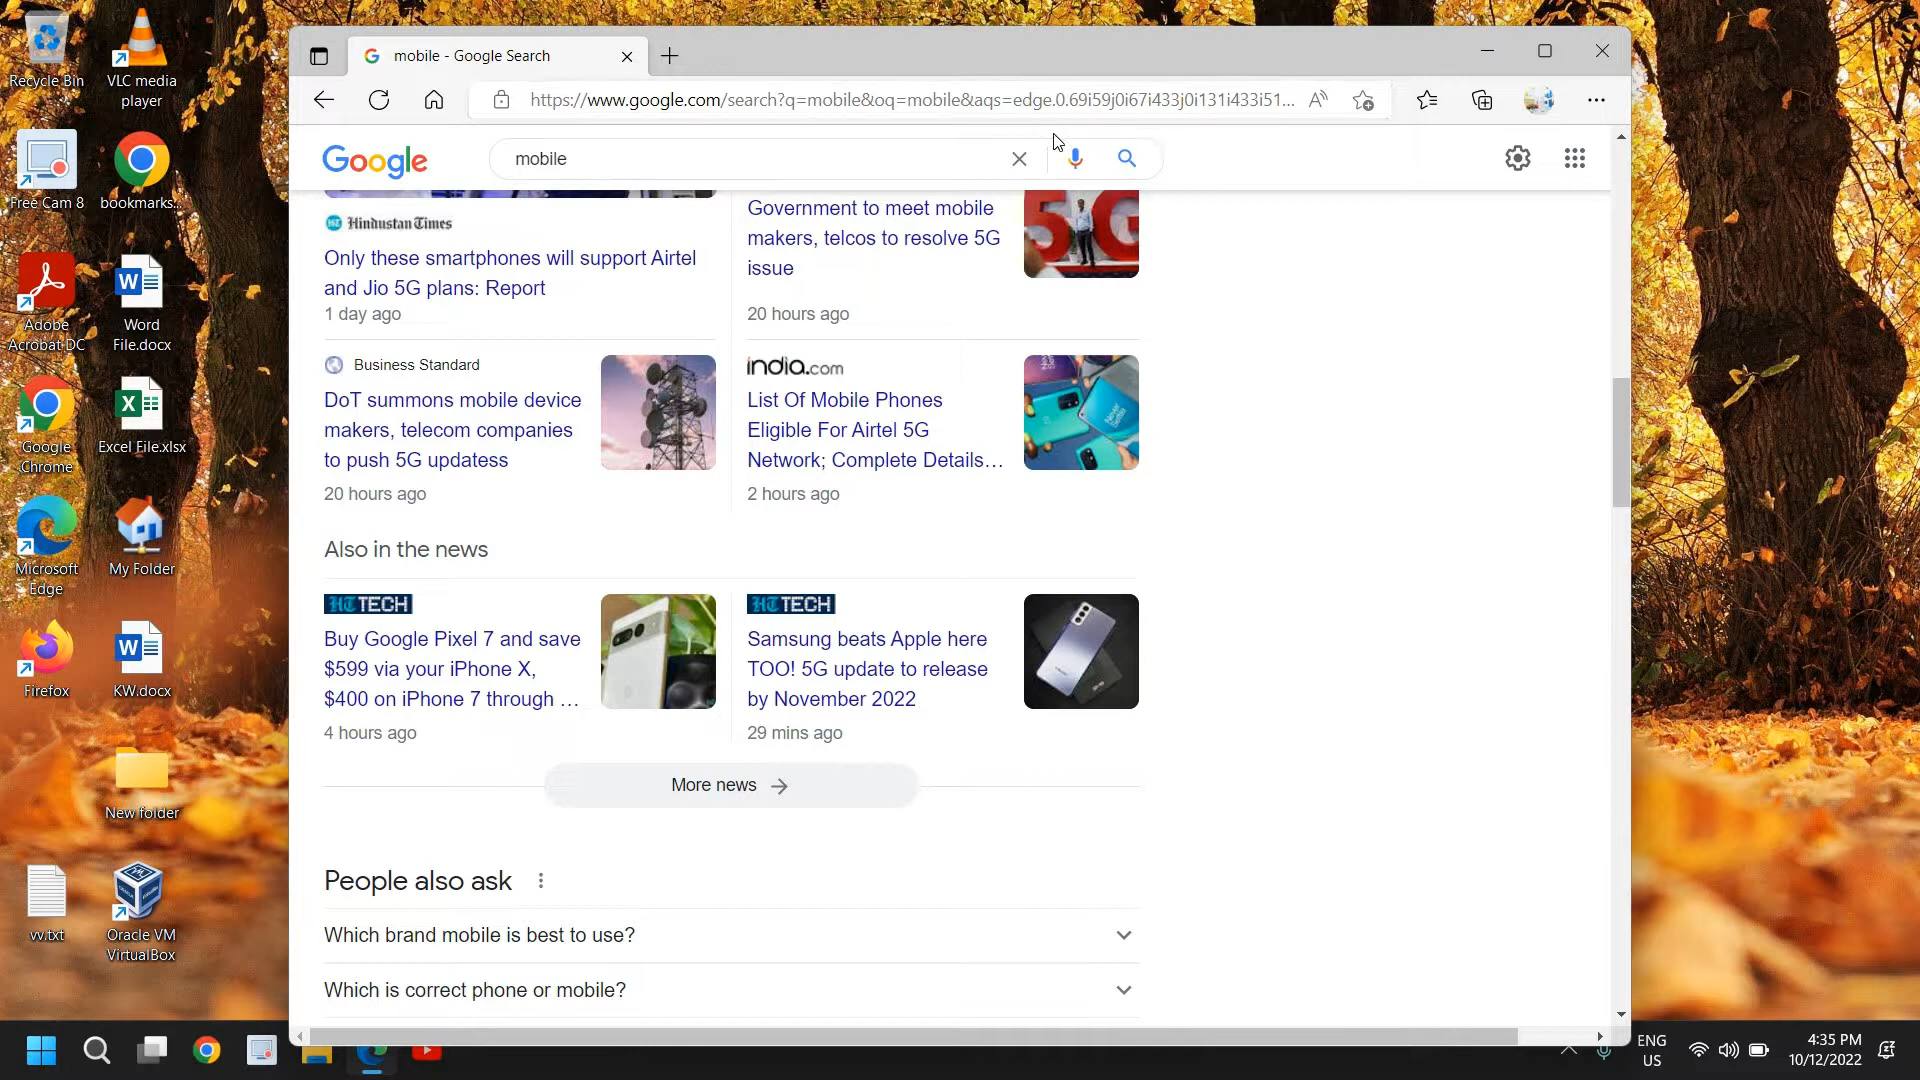 Recycle Bin
VLC media
player
Free Cam 8
bookmarks...
Adobe
Acrobat DC
Word
File.docx
Google
Chrome
Excel File.xlsx
Microsoft
Edge
My Folder
Firefox
KW.docx
New folder
vv.txt
Oracle VM
VirtualBox
mobile - Google Search
https://www.google.com/search?q=mobile&oq=mobile&aqs=edge.0.69i59j0i67i433j0i131i433i51...
Google
mobile
Hindustan Times
Only these smartphones will support Airtel
and Jio 5G plans: Report
1 day ago
Government to meet mobile
makers, telcos to resolve 5G
issue
20 hours ago
5G
Business Standard
DoT summons mobile device
makers, telecom companies
to push 5G updatess
20 hours ago
india.com
List Of Mobile Phones
Eligible For Airtel 5G
Network; Complete Details...
2 hours ago
Also in the news
HT TECH
Buy Google Pixel 7 and save
$599 via your iPhone X,
$400 on iPhone 7 through ...
4 hours ago
HT TECH
Samsung beats Apple here
TOO! 5G update to release
by November 2022
29 mins ago
More news
People also ask
Which brand mobile is best to use?
Which is correct phone or mobile?
ENG
US
4:35 PM
10/12/2022